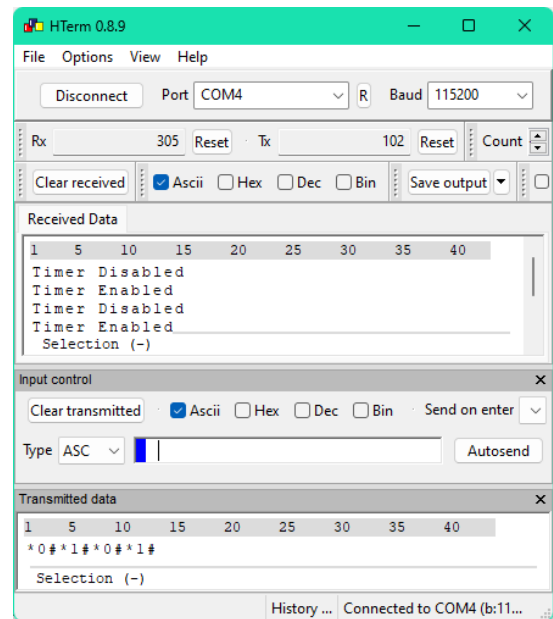 HTerm 0.8.9
File Options View Help
Disconnect Port COM4 R Baud 115200
Rx 305 Reset Tx 102 Reset Count
Clear received Ascii Hex Dec Bin Save output
Received Data
1 5 10 15 20 25 30 35 40
Timer Disabled
Timer Enabled
Timer Disabled
Timer Enabled
Selection (-)
Input control
Clear transmitted Ascii Hex Dec Bin Send on enter
Type ASC Autosend
Transmitted data
1 5 10 15 20 25 30 35 40
*0#*1#*0#*1#
Selection (-)
History ... Connected to COM4 (b:11...